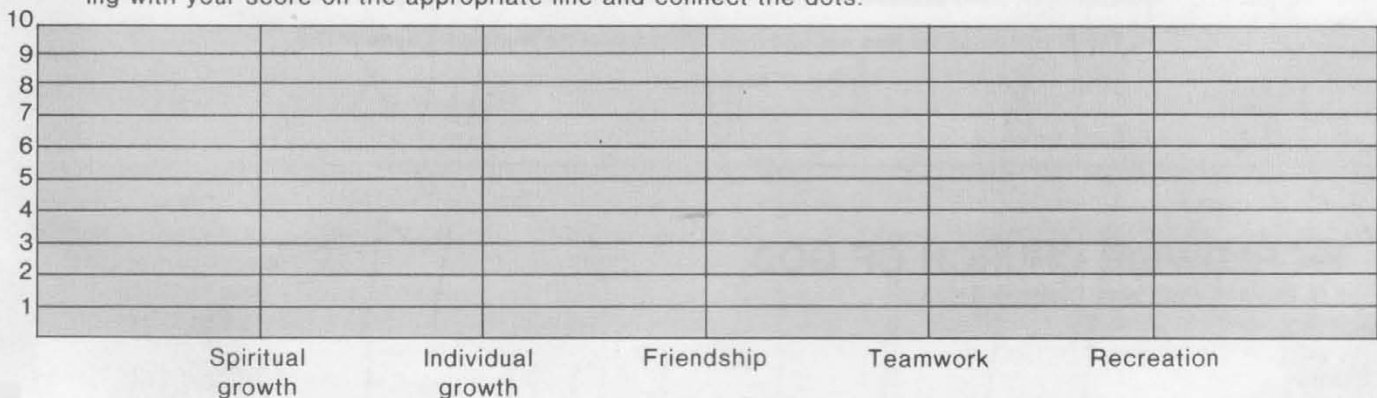 ing with your score on the appropriate line and connect the dots.
10
9
8
7
6
5
4
3
2
1
Spiritual growth
Individual growth
Friendship
Teamwork
Recreation